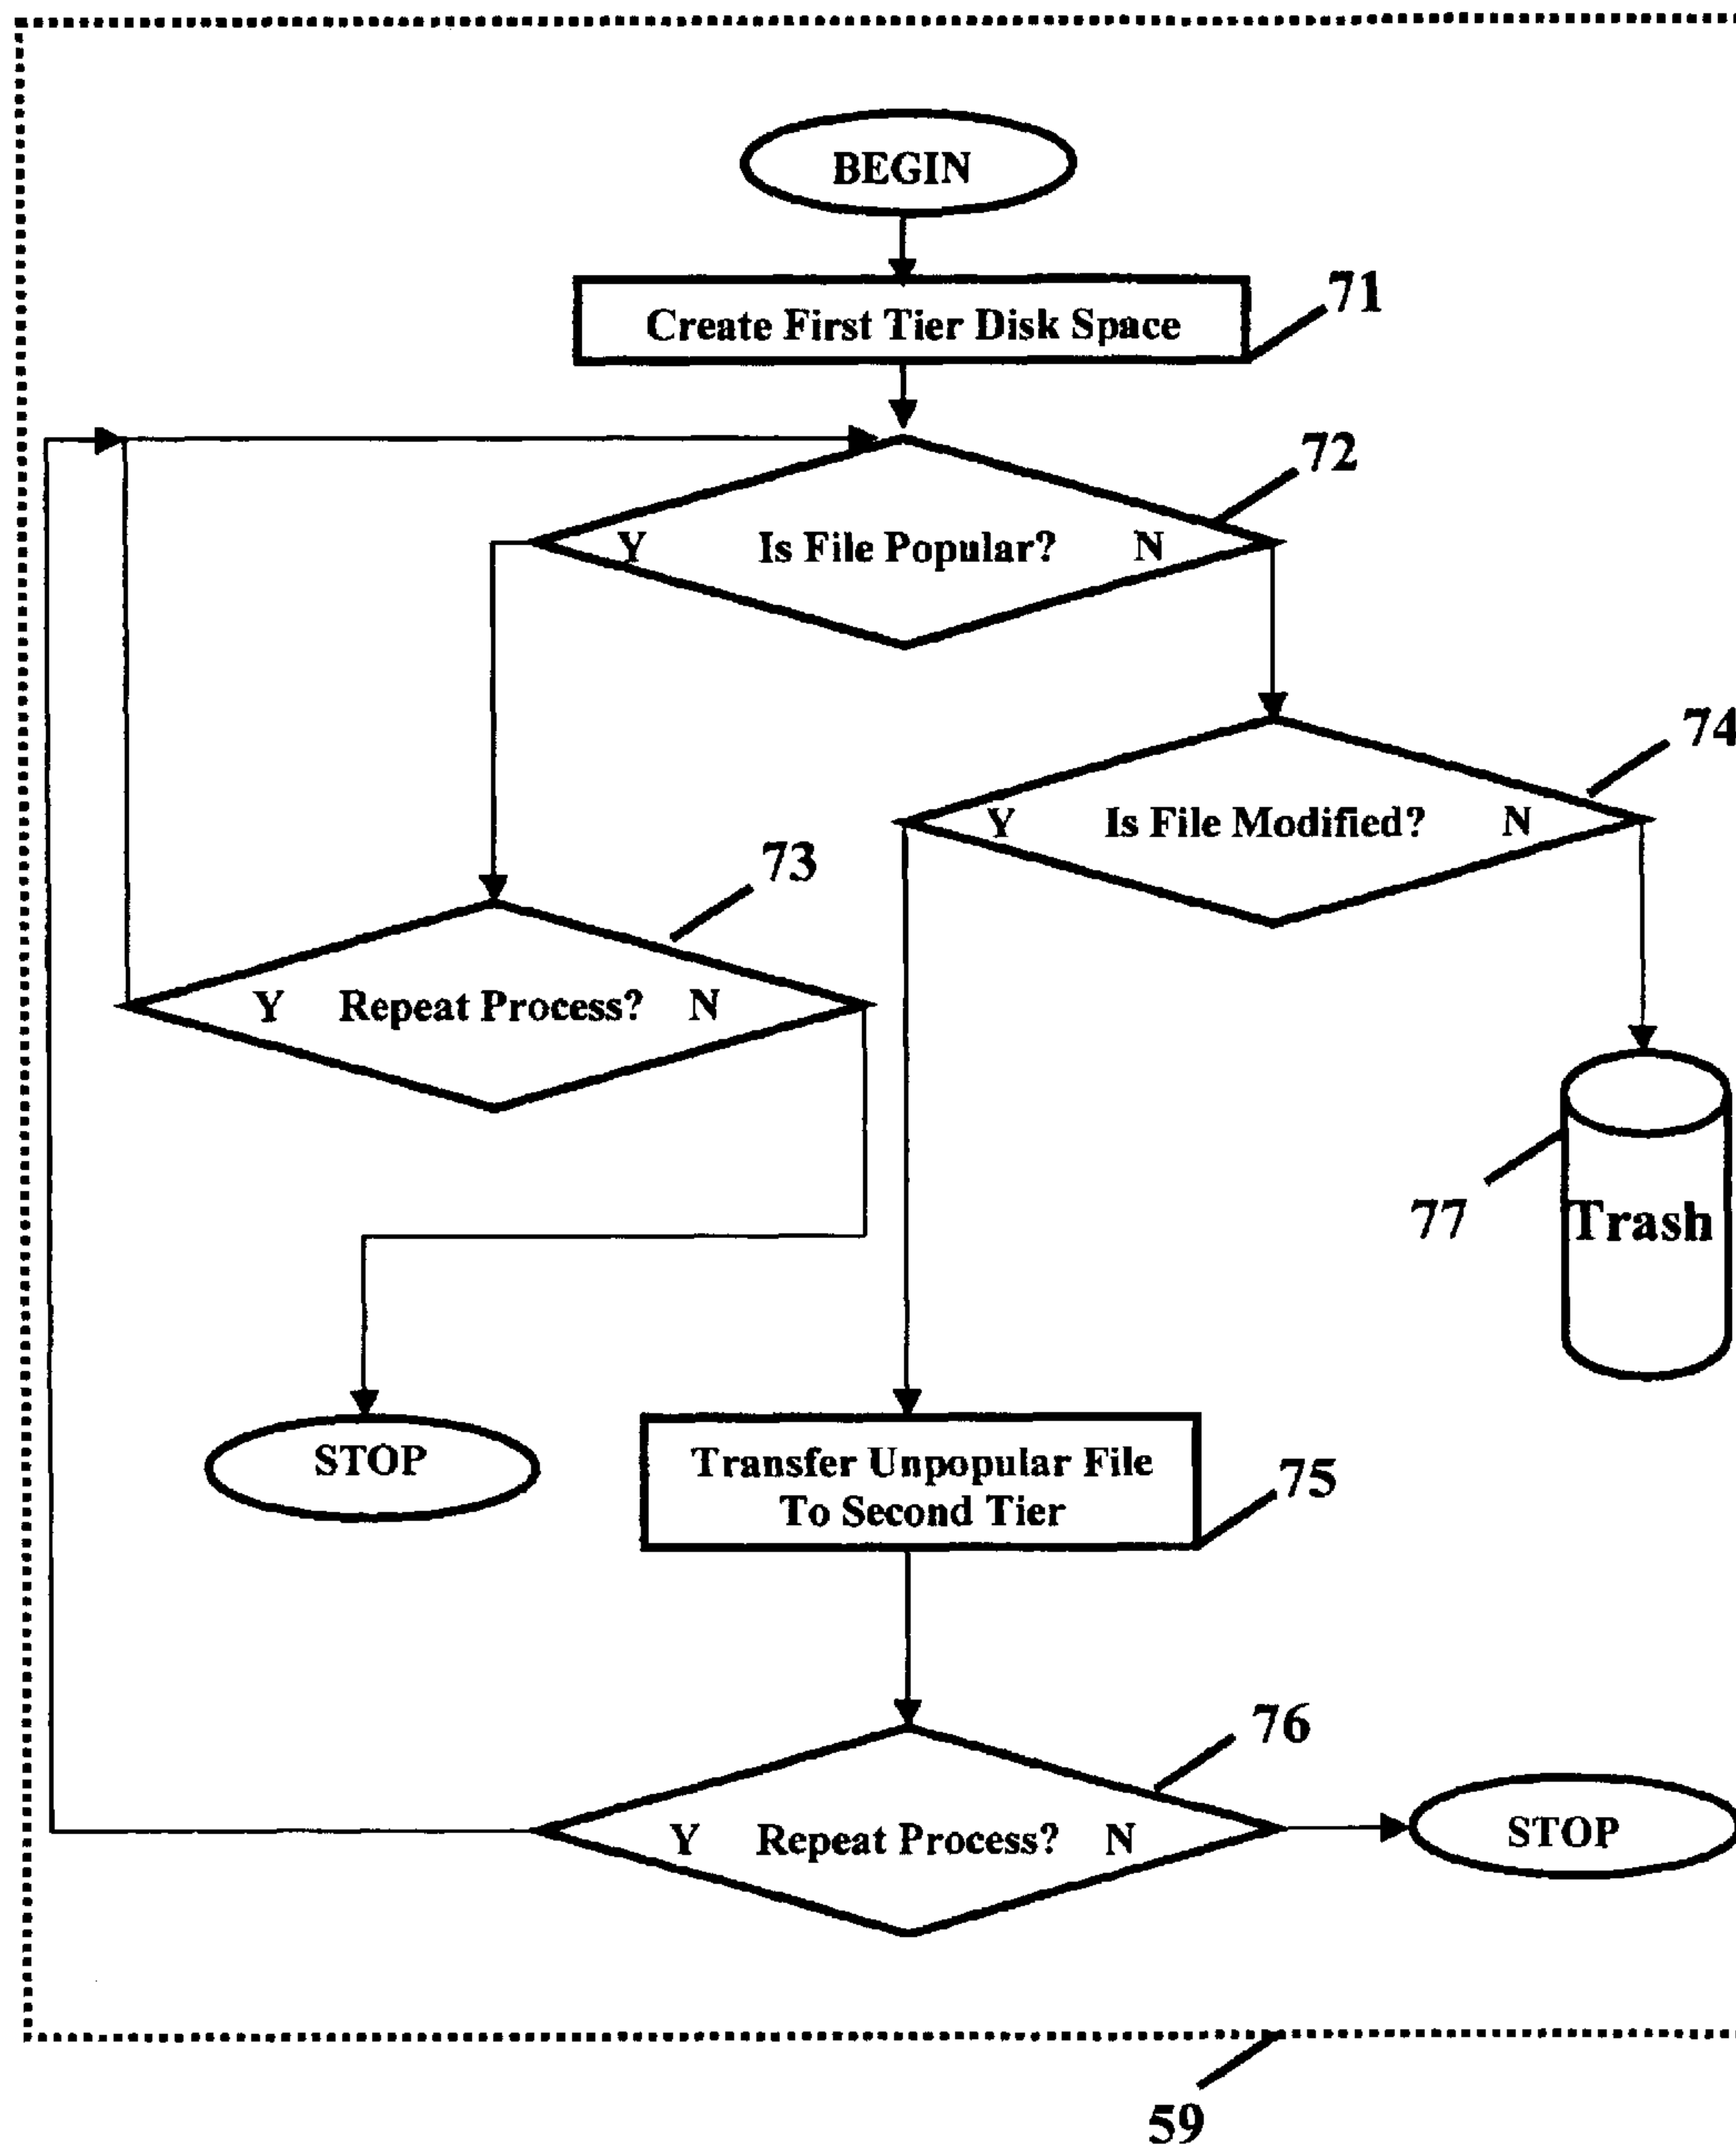 BEGIN
Create First Tier Disk Space
71
72
Y Is File Popular? N
74
Y Is File Modified? N
73
Y Repeat Process? N
77
Trash
STOP
Transfer Unpopular File
To Second Tier
75
76
Y Repeat Process? N
STOP
59